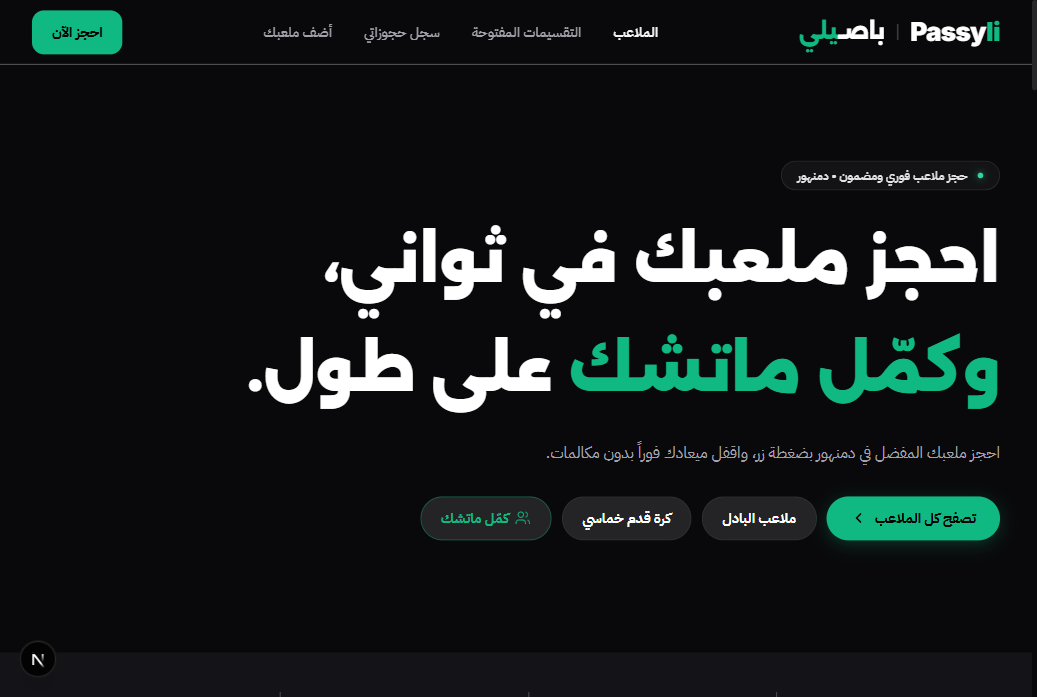 Passyli | باصيلي
الملاعب
التقسيمات المفتوحة
سجل حجوزاتي
أضف ملعبك
احجز الآن
حجز ملاعب فوري ومضمون • دمنهور
احجز ملعبك في ثواني،
وكمّل ماتشك على طول.
احجز ملعبك المفضل في دمنهور بضغطة زر، واقفل ميعادك فوراً بدون مكالمات.
تصفح كل الملاعب
ملاعب البادل
كرة قدم خماسي
كمّل ماتشك
N